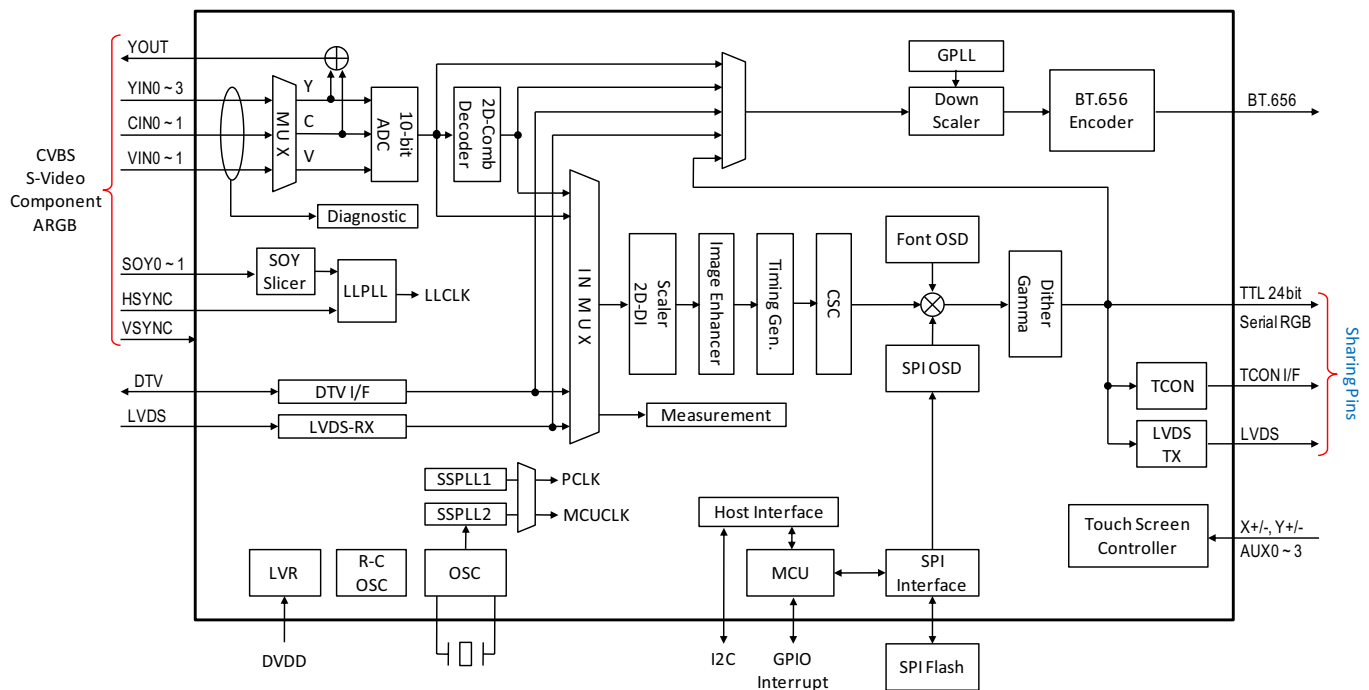 CVBS
S-Video
Component
ARGB
YOUT
YIN0 ~ 3
CIN0 ~ 1
VIN0 ~ 1
SOY0 ~ 1
HSYNC
VSYNC
DTV
LVDS
MUX
Y
C
V
10-bit
ADC
2D-Comb
Decoder
Diagnostic
SOY
Slicer
LLPLL
LLCLK
DTV I/F
LVDS-RX
IN MUX
Scaler
2D-DI
Image
Enhancer
Timing Gen.
CSC
Measurement
GPLL
Down
Scaler
BT.656
Encoder
BT.656
Font OSD
SPI OSD
Dither
Gamma
TTL 24bit
Serial RGB
TCON
TCON I/F
LVDS
TX
LVDS
Sharing Pins
SSPLL1
SSPLL2
PCLK
MCUCLK
LVR
R-C
OSC
OSC
DVDD
Host Interface
MCU
SPI
Interface
I2C
GPIO
Interrupt
SPI Flash
Touch Screen
Controller
X+/-, Y+/-
AUX0 ~ 3